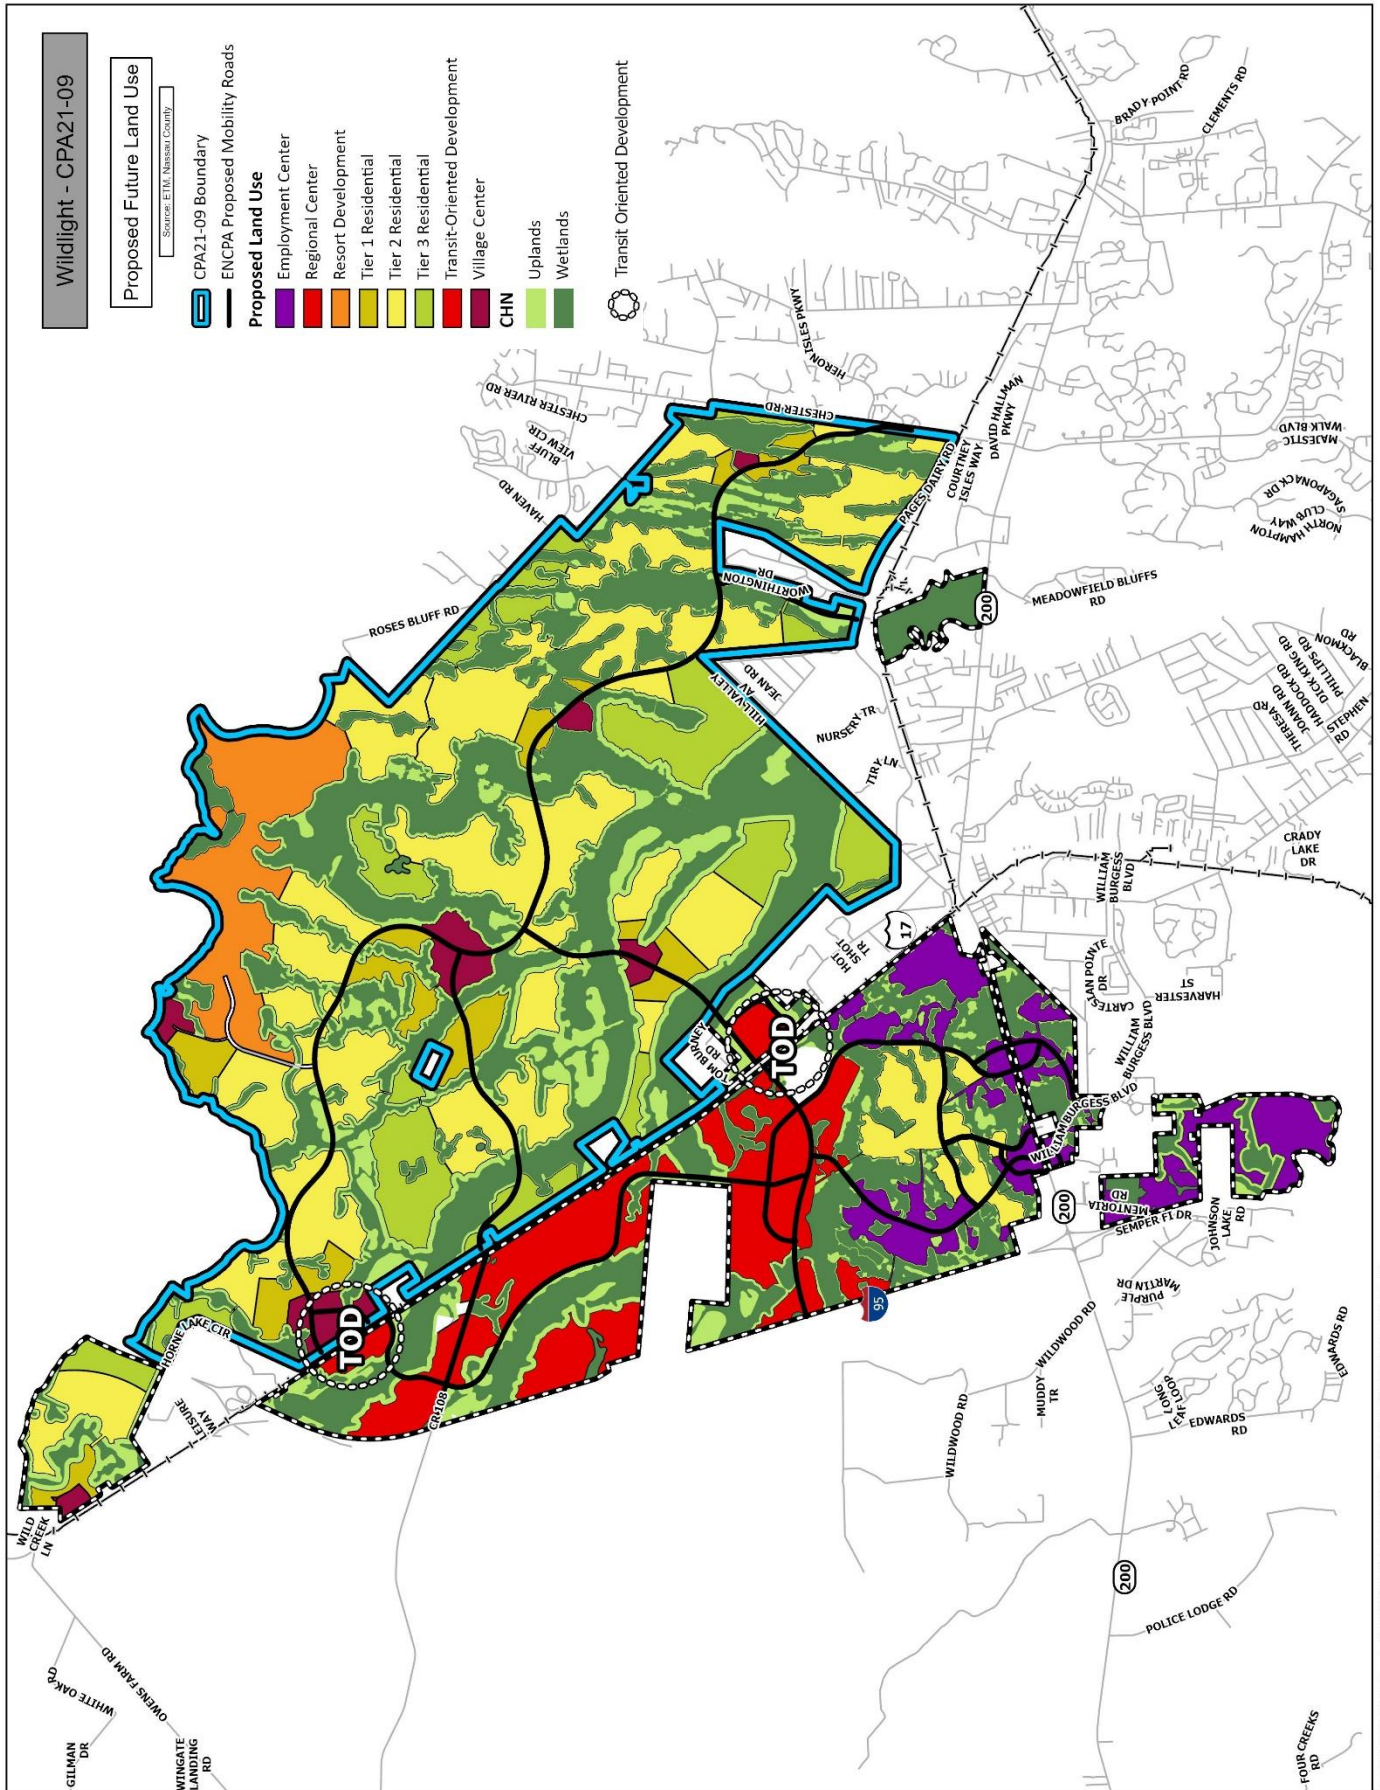 Wildlight - CPA21-09
Proposed Future Land Use
Source: ETM, Nassau County
CPA21-09 Boundary
ENCPA Proposed Mobility Roads
Proposed Land Use
Employment Center
Regional Center
Resort Development
Tier 1 Residential
Tier 2 Residential
Tier 3 Residential
Transit-Oriented Development
Village Center
CHN
Uplands
Wetlands
Transit Oriented Development
BRADY POINT RD
CLEMENTS RD
HERON ISLES PKWY
CHESTER RIVER RD
CHESTER RD
BLUFF
VIEW CIR
HAVEN RD
ROSES BLUFF RD
DAVID HALLMAN
PKWY
COURTNEY
ISLES WAY
PAGES DAIRY RD
MAJESTIC
WALK BLVD
SAGAPONACK DR
NORTH HAMPTON
CLUB WAY
WORTHINGTON
DR
MEADOWFIELD BLUFFS
RD
200
JEAN RD
HILL VALLEY
AV
NURSERY TR
TIRY LN
BLACKMON
RD
PHILLIPS RD
DICK KING RD
HADDOCK RD
JOANN RD
THERESA RD
STEPHEN
RD
CRADY
LAKE
DR
WILLIAM
BURGESS
BLVD
HOT
SHOT
TR
17
CARTESIAN POINTE
DR
HARVESTER
ST
WILLIAM
BURGESS BLVD
WILLIAM BURGESS BLVD
TOM BURNEY
RD
TOD
200
MENTORIA
RD
SEMPER FI DR
JOHNSON
LAKE
RD
PURPLE
MARTIN DR
95
TOD
HORNE LAKE CIR
LEISURE
WAY
CR 108
WILD
CREEK
LN
WILDWOOD RD
WILDWOOD RD
MUDDY
TR
LONG
LEAF LOOP
EDWARDS
RD
EDWARDS RD
200
POLICE LODGE RD
FOUR CREEKS
RD
WHITE OAK RD
OWENS FARM RD
GILMAN
DR
WINGATE
LANDING
RD